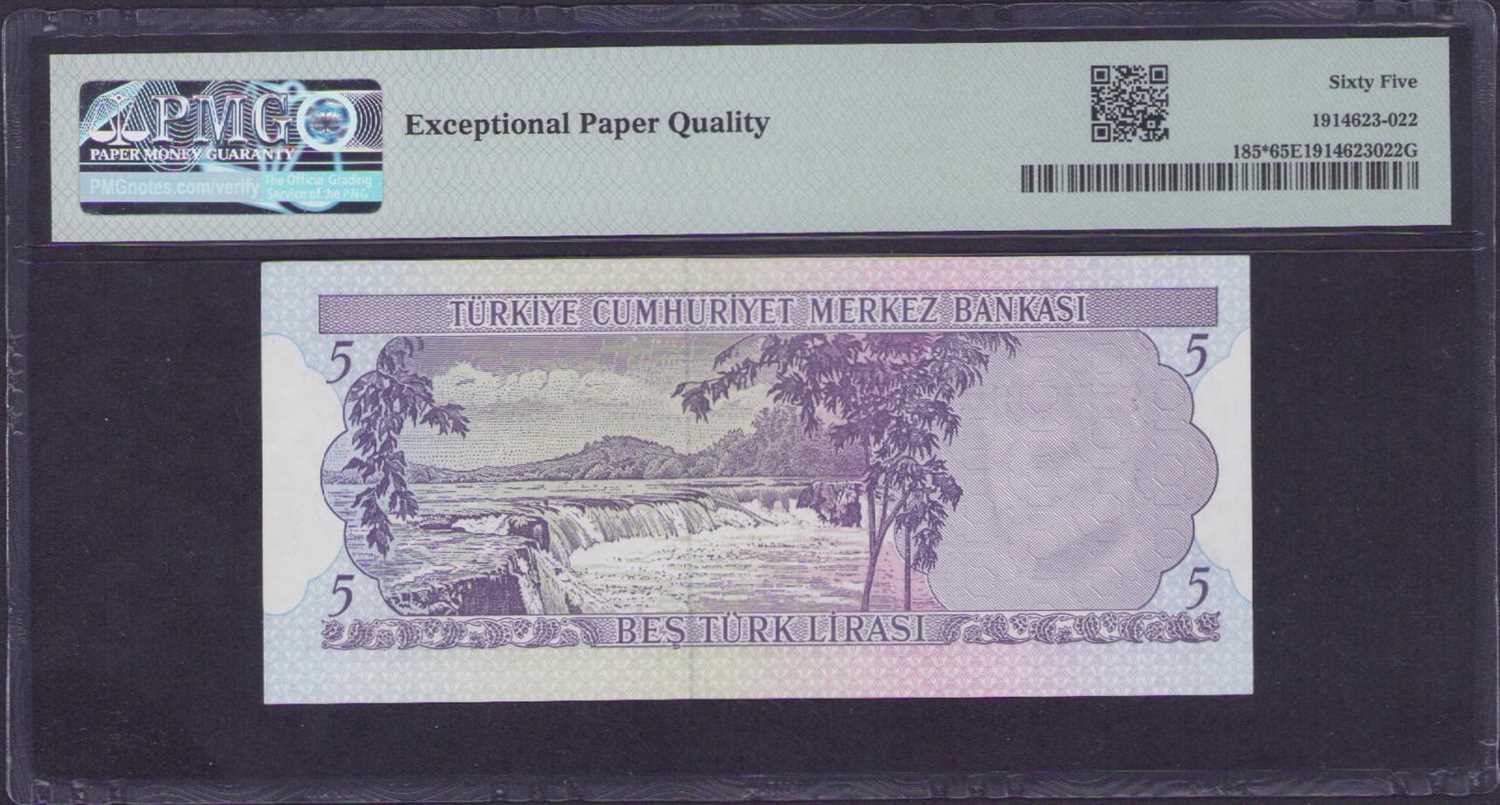 PMG
PAPER MONEY GUARANTY
PMGnotes.com/verify
The Official Grading
Service of the PNG
Exceptional Paper Quality
Sixty Five
1914623-022
185*65E1914623022G
TÜRKİYE CUMHURİYET MERKEZ BANKASI
5
5
5
5
BEŞ TÜRK LİRASI